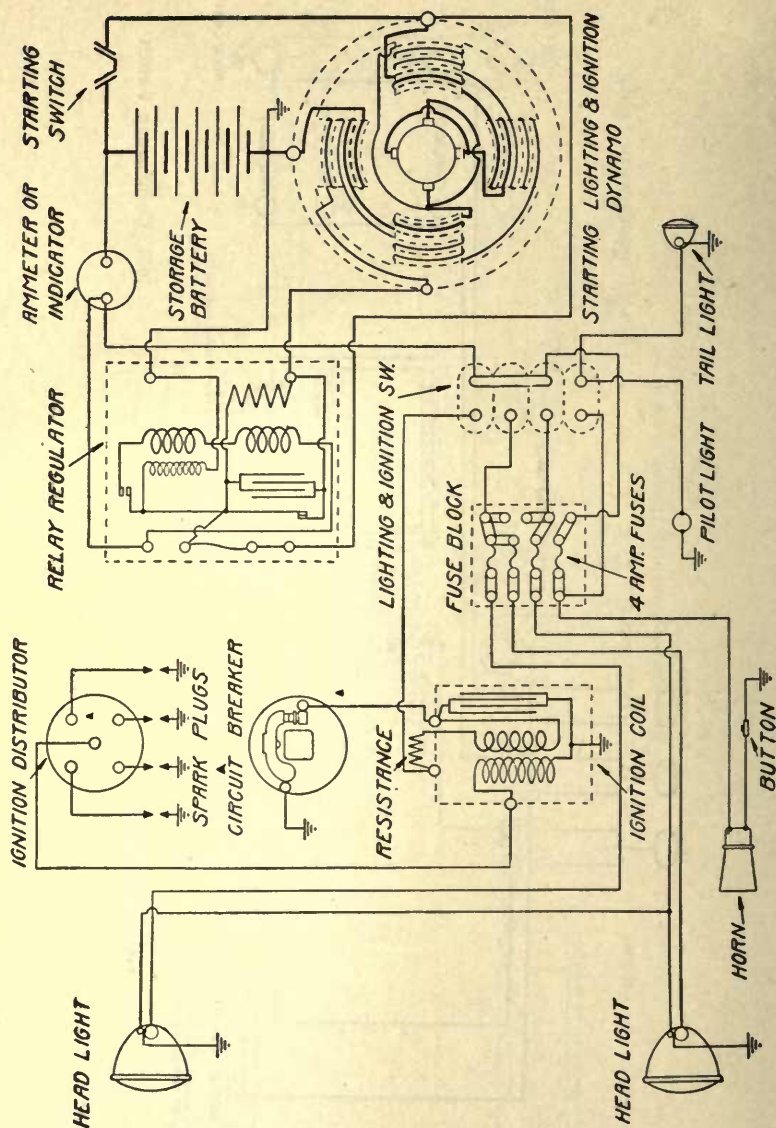 STARTING
SWITCH
AMMETER OR
INDICATOR
STORAGE
BATTERY
STARTING LIGHTING & IGNITION
DYNAMO
RELAY REGULATOR
LIGHTING & IGNITION SW.
TAIL LIGHT
FUSE BLOCK
4 AMP. FUSES
PILOT LIGHT
IGNITION DISTRIBUTOR
SPARK PLUGS
CIRCUIT BREAKER
RESISTANCE
IGNITION COIL
BUTTON
HORN
HEAD LIGHT
HEAD LIGHT